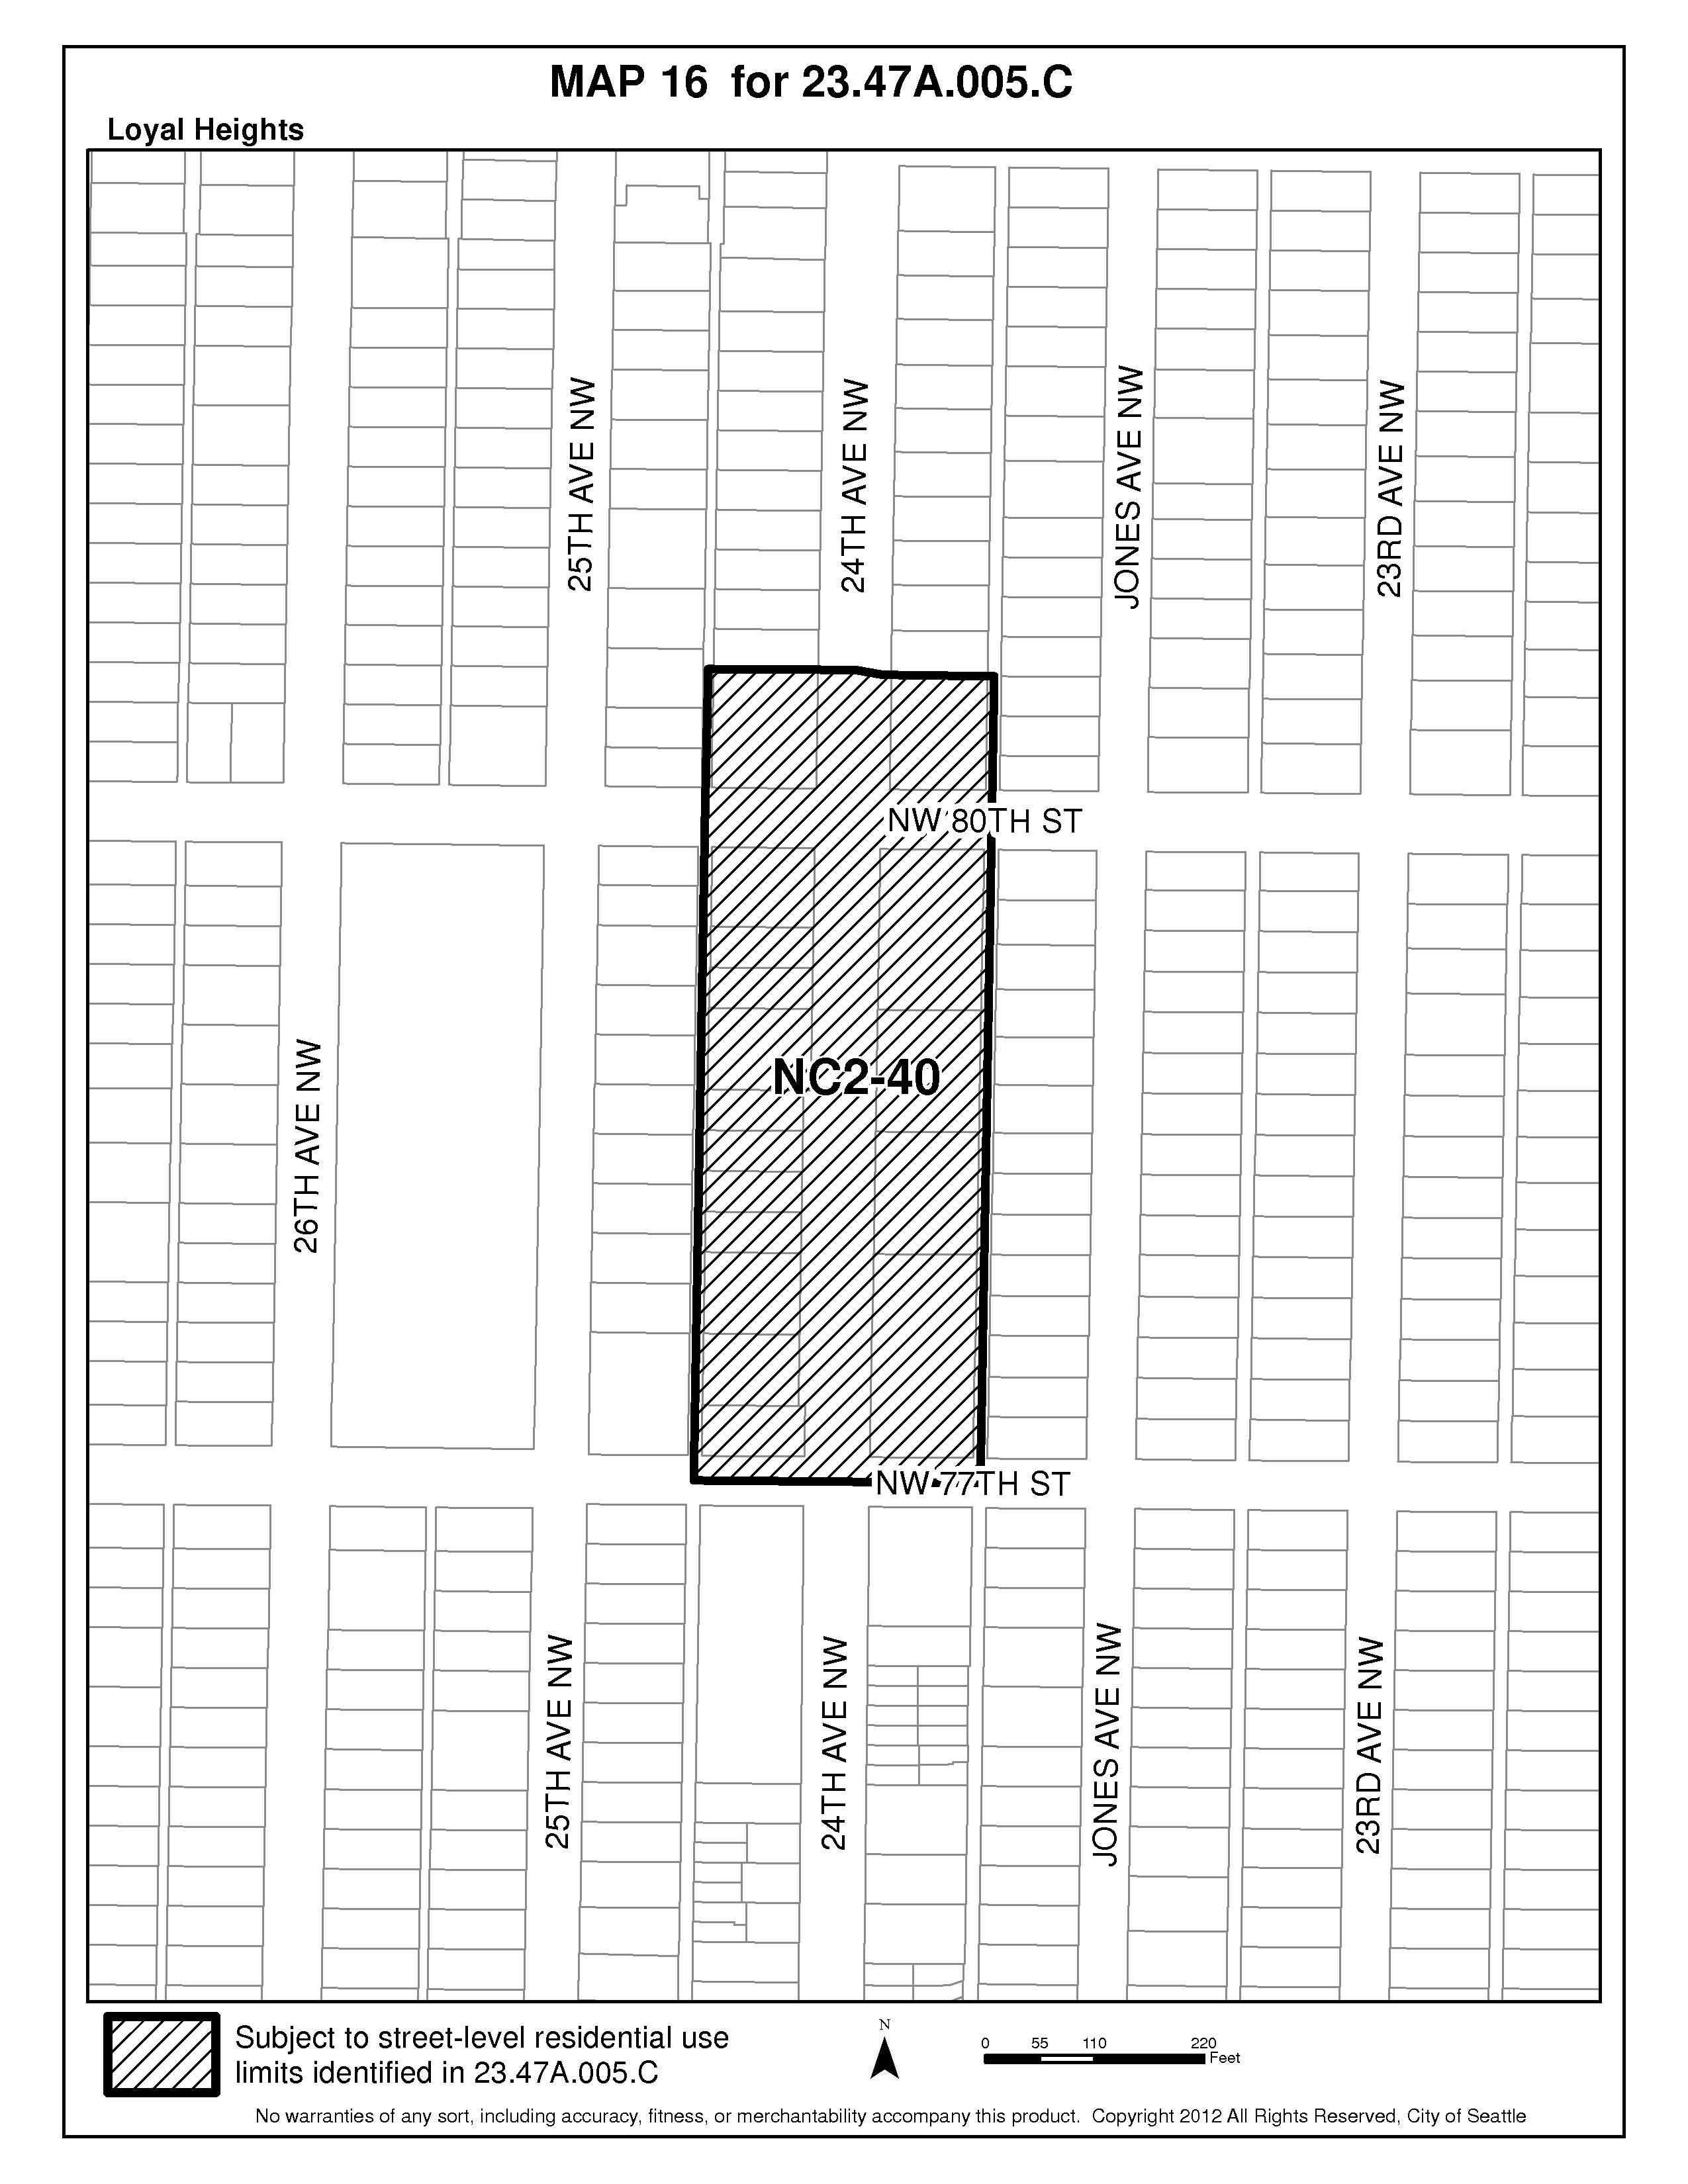 MAP 16 for 23.47A.005.C
Loyal Heights
25TH AVE NW
24TH AVE NW
JONES AVE NW
23RD AVE NW
NW 80TH ST
NC2-40
26TH AVE NW
NW 77TH ST
25TH AVE NW
24TH AVE NW
JONES AVE NW
23RD AVE NW
Subject to street-level residential use
limits identified in 23.47A.005.C
N
0 55 110 220
Feet
No warranties of any sort, including accuracy, fitness, or merchantability accompany this product. Copyright 2012 All Rights Reserved, City of Seattle